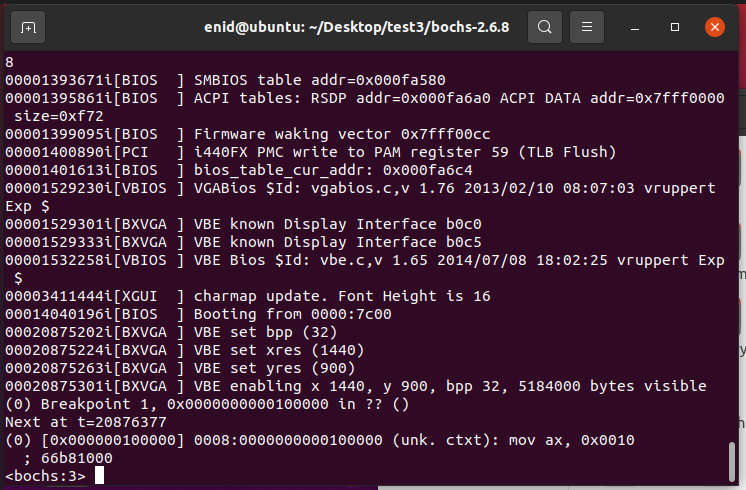 enid@ubuntu: ~/Desktop/test3/bochs-2.6.8
8
00001393671i[BIOS  ] SMBIOS table addr=0x000fa580
00001395861i[BIOS  ] ACPI tables: RSDP addr=0x000fa6a0 ACPI DATA addr=0x7fff0000
 size=0xf72
00001399095i[BIOS  ] Firmware waking vector 0x7fff00cc
00001400890i[PCI   ] i440FX PMC write to PAM register 59 (TLB Flush)
00001401613i[BIOS  ] bios_table_cur_addr: 0x000fa6c4
00001529230i[VBIOS ] VGABios $Id: vgabios.c,v 1.76 2013/02/10 08:07:03 vruppert
Exp $
00001529301i[BXVGA ] VBE known Display Interface b0c0
00001529333i[BXVGA ] VBE known Display Interface b0c5
00001532258i[VBIOS ] VBE Bios $Id: vbe.c,v 1.65 2014/07/08 18:02:25 vruppert Exp
 $
00003411444i[XGUI  ] charmap update. Font Height is 16
00014040196i[BIOS  ] Booting from 0000:7c00
00020875202i[BXVGA ] VBE set bpp (32)
00020875224i[BXVGA ] VBE set xres (1440)
00020875263i[BXVGA ] VBE set yres (900)
00020875301i[BXVGA ] VBE enabling x 1440, y 900, bpp 32, 5184000 bytes visible
(0) Breakpoint 1, 0x0000000000100000 in ?? ()
Next at t=20876377
(0) [0x000000100000] 0008:0000000000100000 (unk. ctxt): mov ax, 0x0010
  ; 66b81000
<bochs:3>